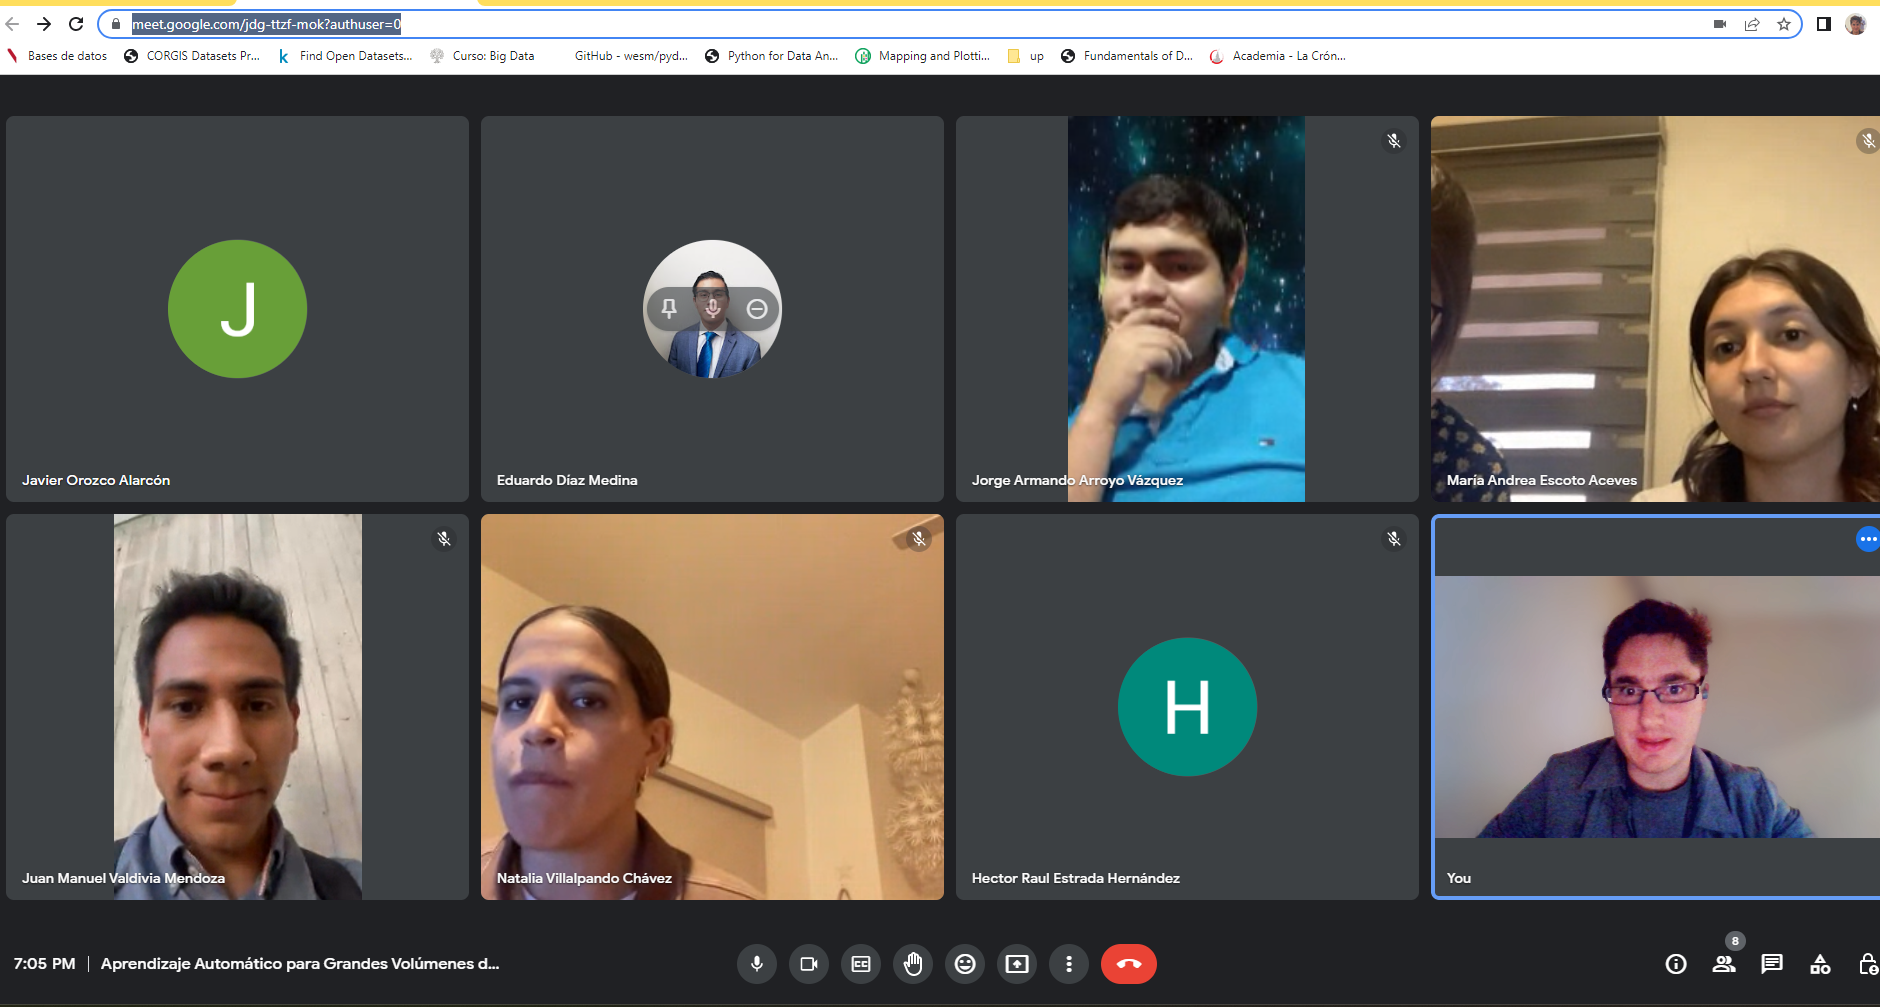 meet.google.com/jdg-ttzf-mok?authuser=0
Bases de datos
CORGIS Datasets Pr...
k
Find Open Datasets...
Curso: Big Data
GitHub - wesm/pyd...
Python for Data An...
Mapping and Plotti...
up
Fundamentals of D...
Academia - La Crón...
J
Javier Orozco Alarcón
Eduardo Díaz Medina
Jorge Armando Arroyo Vázquez
María Andrea Escoto Aceves
Juan Manuel Valdivia Mendoza
Natalia Villalpando Chávez
H
Hector Raul Estrada Hernández
You
7:05 PM | Aprendizaje Automático para Grandes Volúmenes d...
CC
8